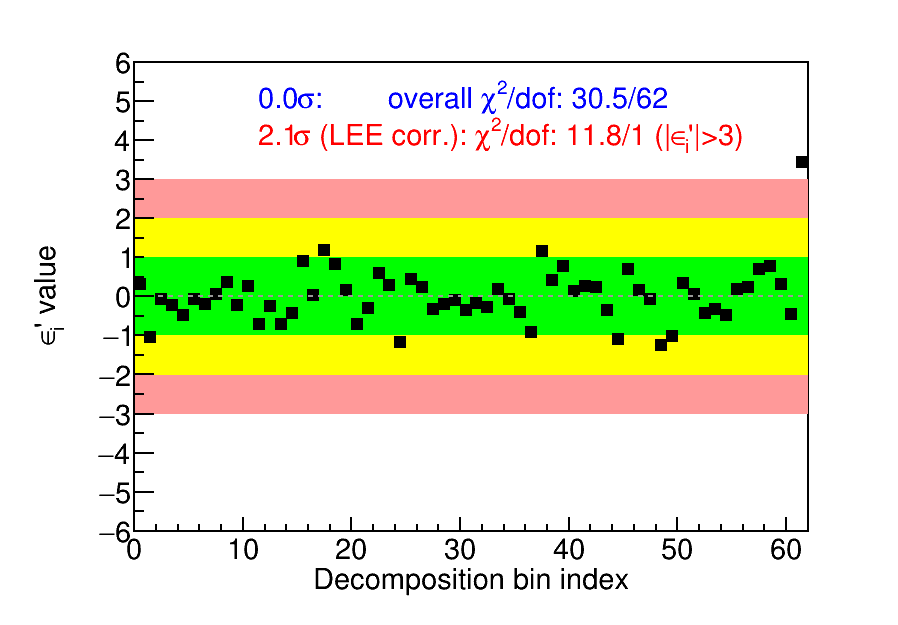 6
5
4
3
2
1
0
−1
−2
−3
−4
−5
−6
0.0σ: overall χ²/dof: 30.5/62
2.1σ (LEE corr.): χ²/dof: 11.8/1 (|ϵᵢ'|>3)
ϵᵢ' value
0 10 20 30 40 50 60
Decomposition bin index